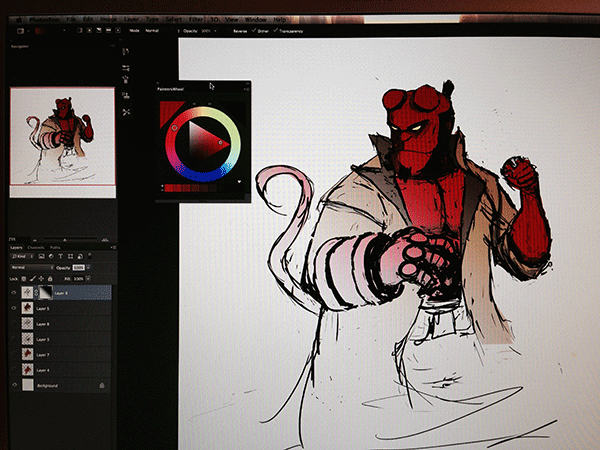 Photoshop File Edit Image Layer Type Select Filter 3D View Window Help
Mode Normal Opacity: 100% Reverse Dither Transparency
Navigator
PaintersWheel
Layers Channels Paths
Kind
Normal Opacity: 100%
Lock: Fill: 100%
Layer 6
Layer 5
Layer 8
Layer 3
Layer 7
Layer 4
Background